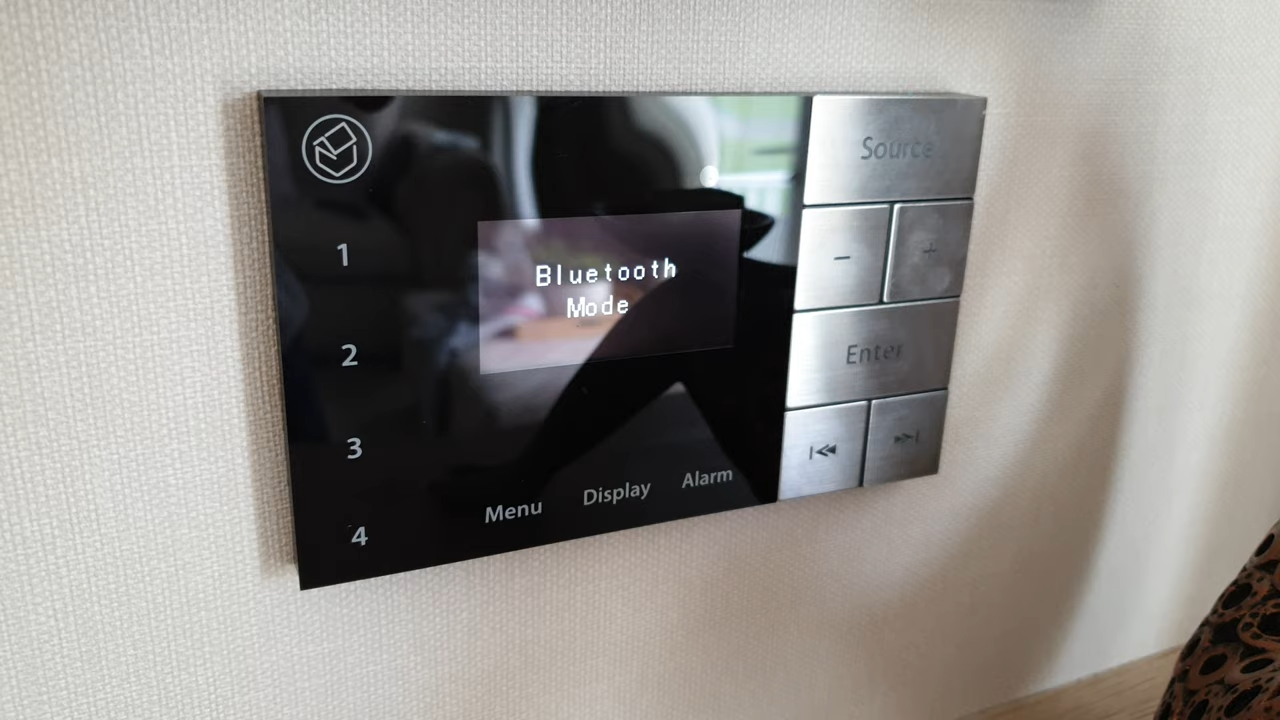 Source
1
Bluetooth
Mode
- +
2
Enter
3
4
Menu Display Alarm